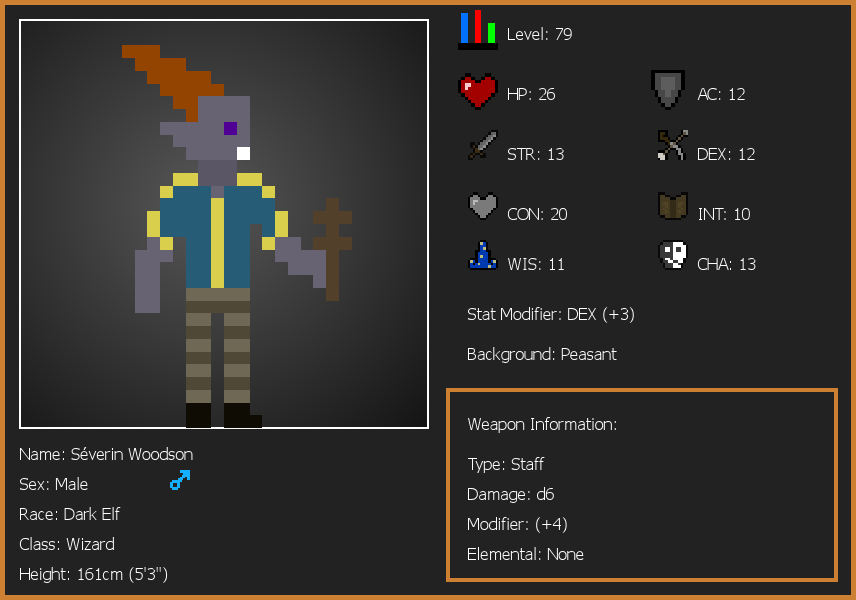 Level: 79
HP: 26
AC: 12
STR: 13
DEX: 12
CON: 20
INT: 10
WIS: 11
CHA: 13
Stat Modifier: DEX (+3)
Background: Peasant
Weapon Information:
Type: Staff
Damage: d6
Modifier: (+4)
Elemental: None
Name: Séverin Woodson
Sex: Male
Race: Dark Elf
Class: Wizard
Height: 161cm (5'3")